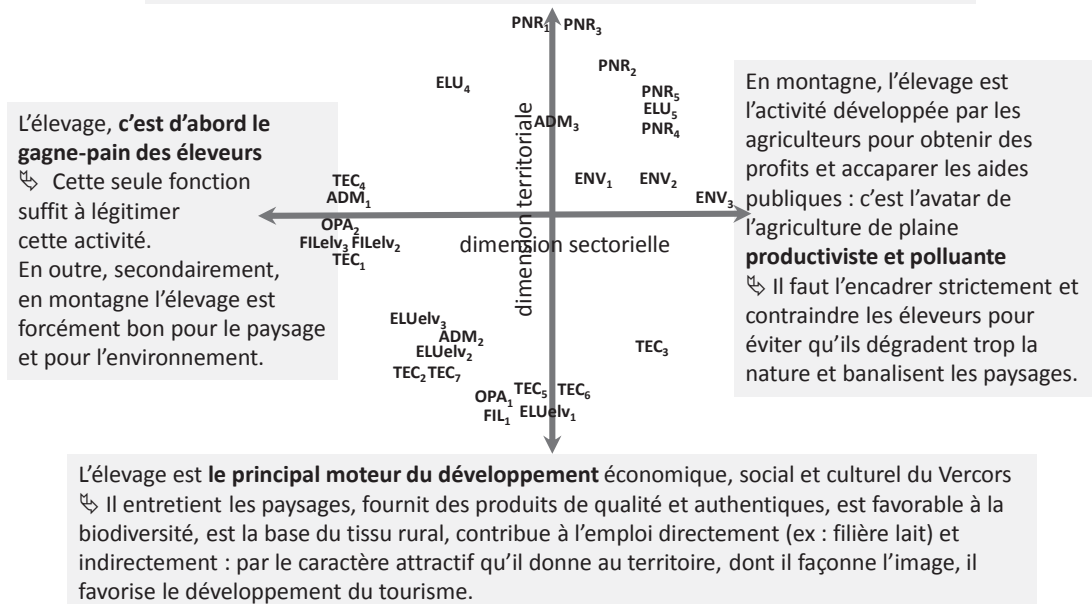 PNR1 PNR3
PNR2
ELU4
PNR5
ELU5
PNR4
ADM3
dimension territoriale
L'élevage, c'est d'abord le
gagne-pain des éleveurs
↪ Cette seule fonction
suffit à légitimer
cette activité.
En outre, secondairement,
en montagne l'élevage est
forcément bon pour le paysage
et pour l'environnement.
En montagne, l'élevage est
l'activité développée par les
agriculteurs pour obtenir des
profits et accaparer les aides
publiques : c'est l'avatar de
l'agriculture de plaine
productiviste et polluante
↪ Il faut l'encadrer strictement et
contraindre les éleveurs pour
éviter qu'ils dégradent trop la
nature et banalisent les paysages.
TEC4
ADM1
ENV1 ENV2
ENV3
OPA2
FILelv3 FILelv2
TEC1
dimension sectorielle
ELUelv3
ADM2
ELUelv2
TEC2 TEC7
TEC3
OPA1 TEC5 TEC6
FIL1 ELUelv1
L'élevage est le principal moteur du développement économique, social et culturel du Vercors
↪ Il entretient les paysages, fournit des produits de qualité et authentiques, est favorable à la
biodiversité, est la base du tissu rural, contribue à l'emploi directement (ex : filière lait) et
indirectement : par le caractère attractif qu'il donne au territoire, dont il façonne l'image, il
favorise le développement du tourisme.